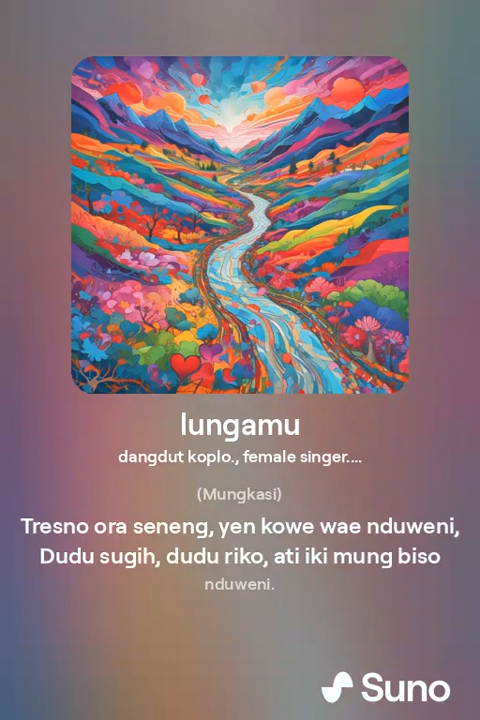 lungamu
dangdut koplo., female singer....
(Mungkasi)
Tresno ora seneng, yen kowe wae nduweni,
Dudu sugih, dudu riko, ati iki mung biso
nduweni.
Suno